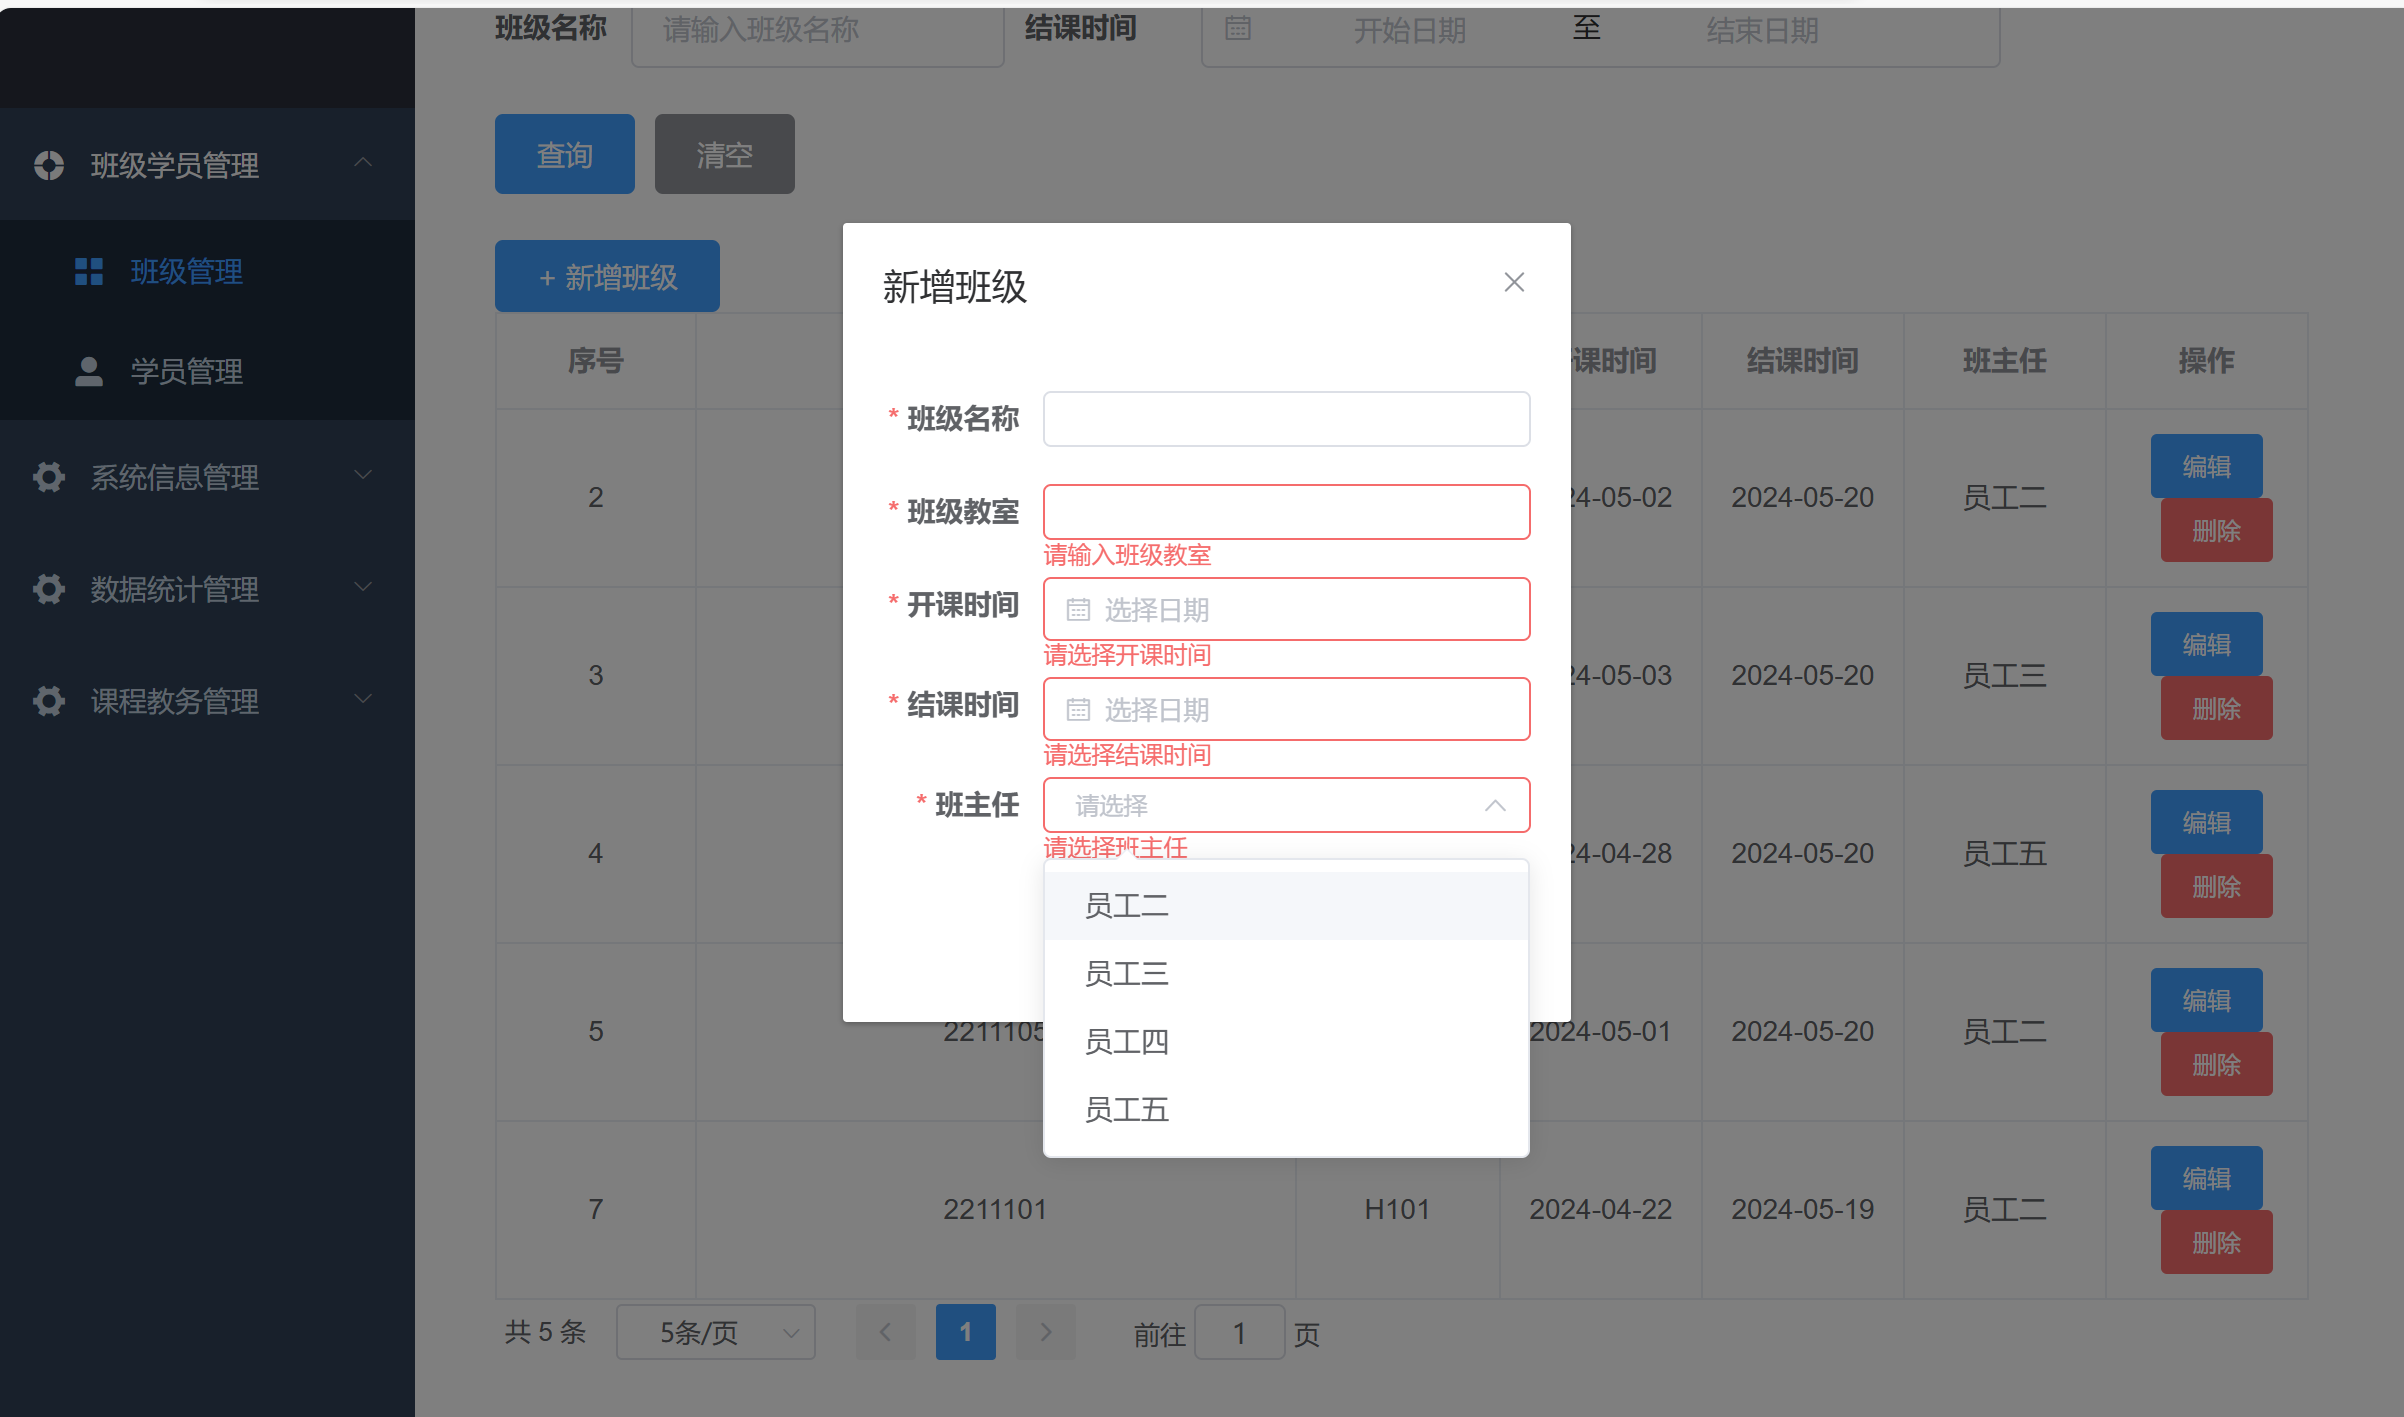 班级名称 请输入班级名称 结课时间 开始日期 至 结束日期
查询 清空
+ 新增班级
班级学员管理
班级管理
学员管理
系统信息管理
数据统计管理
课程教务管理
新增班级
* 班级名称
* 班级教室
请输入班级教室
* 开课时间 选择日期
请选择开课时间
* 结课时间 选择日期
请选择结课时间
* 班主任 请选择
请选择班主任
员工二
员工三
员工四
员工五
序号 课时间 结课时间 班主任 操作
2 24-05-02 2024-05-20 员工二 编辑 删除
3 24-05-03 2024-05-20 员工三 编辑 删除
4 24-04-28 2024-05-20 员工五 编辑 删除
5 2211105 2024-05-01 2024-05-20 员工二 编辑 删除
7 2211101 H101 2024-04-22 2024-05-19 员工二 编辑 删除
共 5 条 5条/页 1 前往 1 页